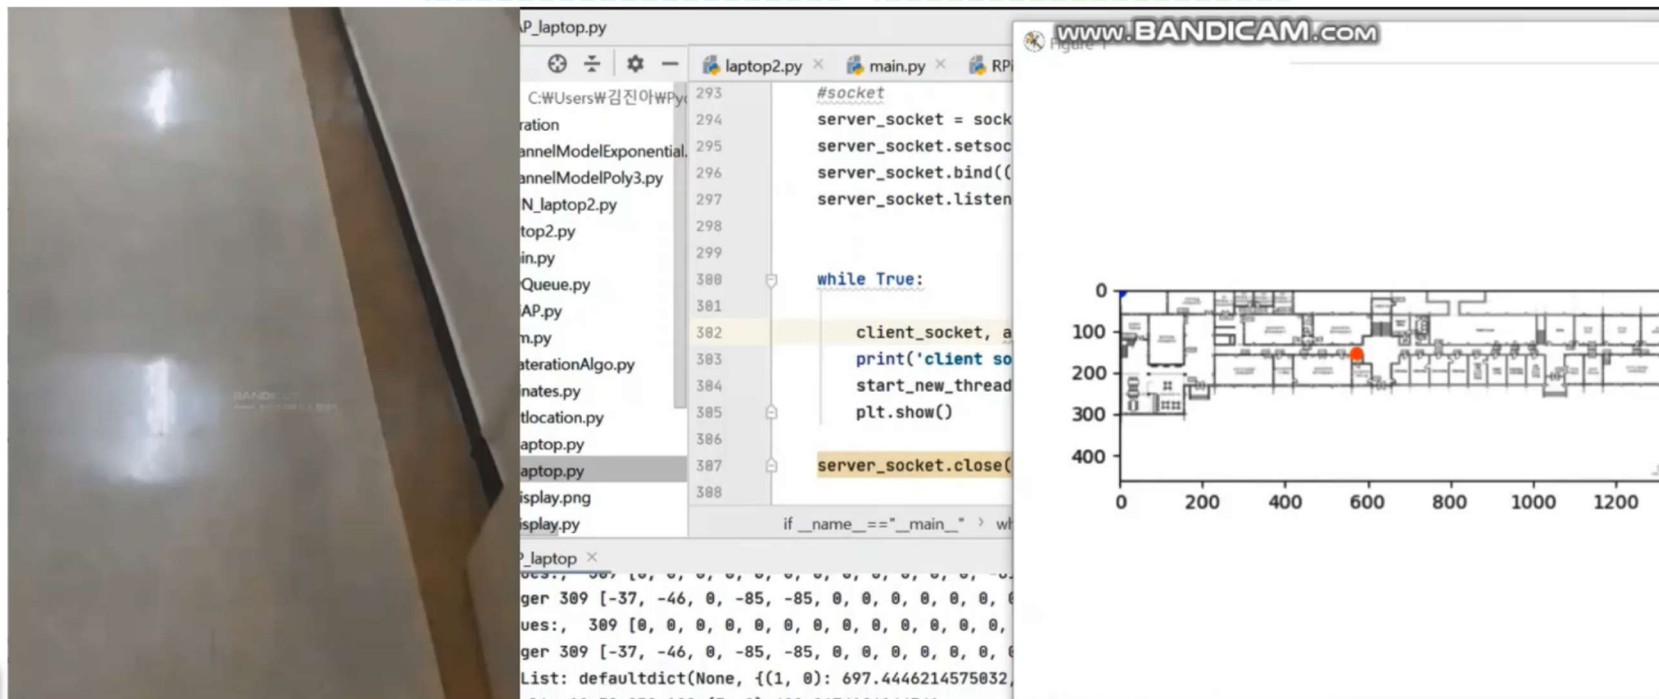 P_laptop.py
www.BANDICAM.com
laptop2.py
main.py
C:₩Users₩김진아₩Pyc
ration
annelModelExponential.
annelModelPoly3.py
N_laptop2.py
top2.py
in.py
Queue.py
AP.py
m.py
aterationAlgo.py
nates.py
tlocation.py
aptop.py
aptop.py
isplay.png
isplay.py
293 #socket
294 server_socket = sock
295 server_socket.setsoc
296 server_socket.bind((
297 server_socket.listen
298
299
300 while True:
301
302 client_socket, a
303 print('client so
304 start_new_thread
305 plt.show()
306
307 server_socket.close(
308
if __name__=="__main__" › wh
P_laptop
ger 309 [-37, -46, 0, -85, -85, 0, 0, 0, 0, 0, 0, 0
ues:, 309 [0, 0, 0, 0, 0, 0, 0, 0, 0, 0, 0, 0,
ger 309 [-37, -46, 0, -85, -85, 0, 0, 0, 0, 0, 0, 0
List: defaultdict(None, {(1, 0): 697.4446214575032,
Figure 1
0
100
200
300
400
0 200 400 600 800 1000 1200